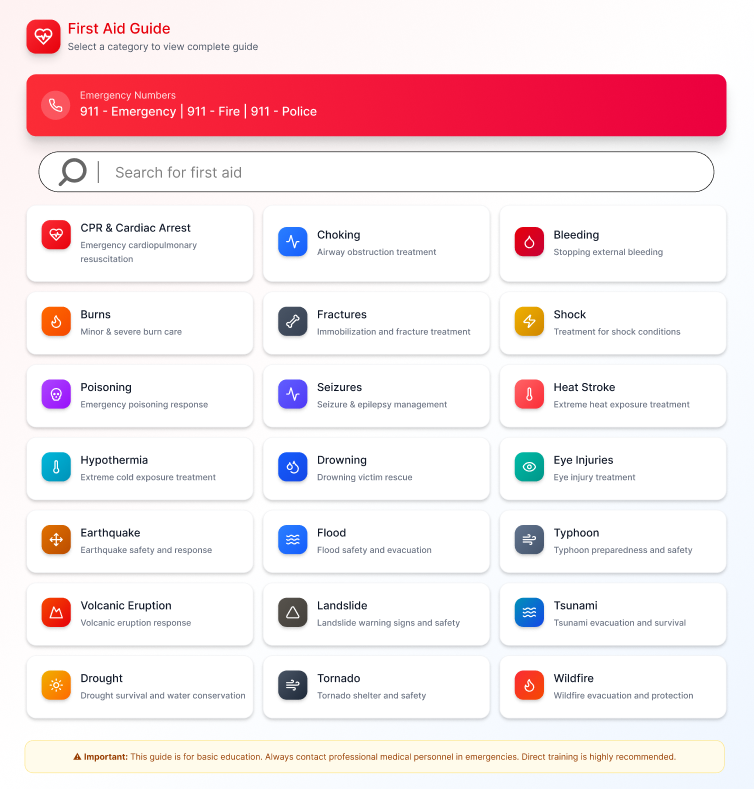 First Aid Guide
Select a category to view complete guide
Emergency Numbers
911 - Emergency | 911 - Fire | 911 - Police
Search for first aid
CPR & Cardiac Arrest
Emergency cardiopulmonary
resuscitation
Choking
Airway obstruction treatment
Bleeding
Stopping external bleeding
Burns
Minor & severe burn care
Fractures
Immobilization and fracture treatment
Shock
Treatment for shock conditions
Poisoning
Emergency poisoning response
Seizures
Seizure & epilepsy management
Heat Stroke
Extreme heat exposure treatment
Hypothermia
Extreme cold exposure treatment
Drowning
Drowning victim rescue
Eye Injuries
Eye injury treatment
Earthquake
Earthquake safety and response
Flood
Flood safety and evacuation
Typhoon
Typhoon preparedness and safety
Volcanic Eruption
Volcanic eruption response
Landslide
Landslide warning signs and safety
Tsunami
Tsunami evacuation and survival
Drought
Drought survival and water conservation
Tornado
Tornado shelter and safety
Wildfire
Wildfire evacuation and protection
⚠ Important: This guide is for basic education. Always contact professional medical personnel in emergencies. Direct training is highly recommended.